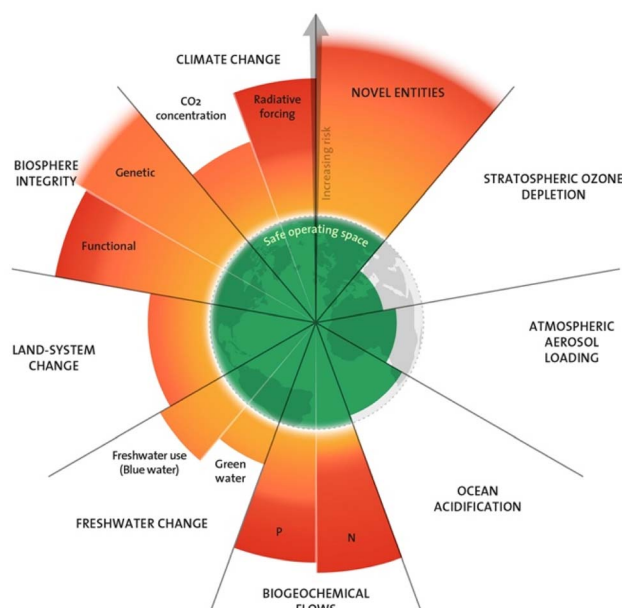 CLIMATE CHANGE
CO2
concentration
Radiative
forcing
NOVEL ENTITIES
Increasing risk
Genetic
BIOSPHERE
INTEGRITY
STRATOSPHERIC OZONE
DEPLETION
Functional
Safe operating space
LAND-SYSTEM
CHANGE
ATMOSPHERIC
AEROSOL
LOADING
Freshwater use
(Blue water)
Green
water
OCEAN
ACIDIFICATION
FRESHWATER CHANGE
P
N
BIOGEOCHEMICAL
FLOWS